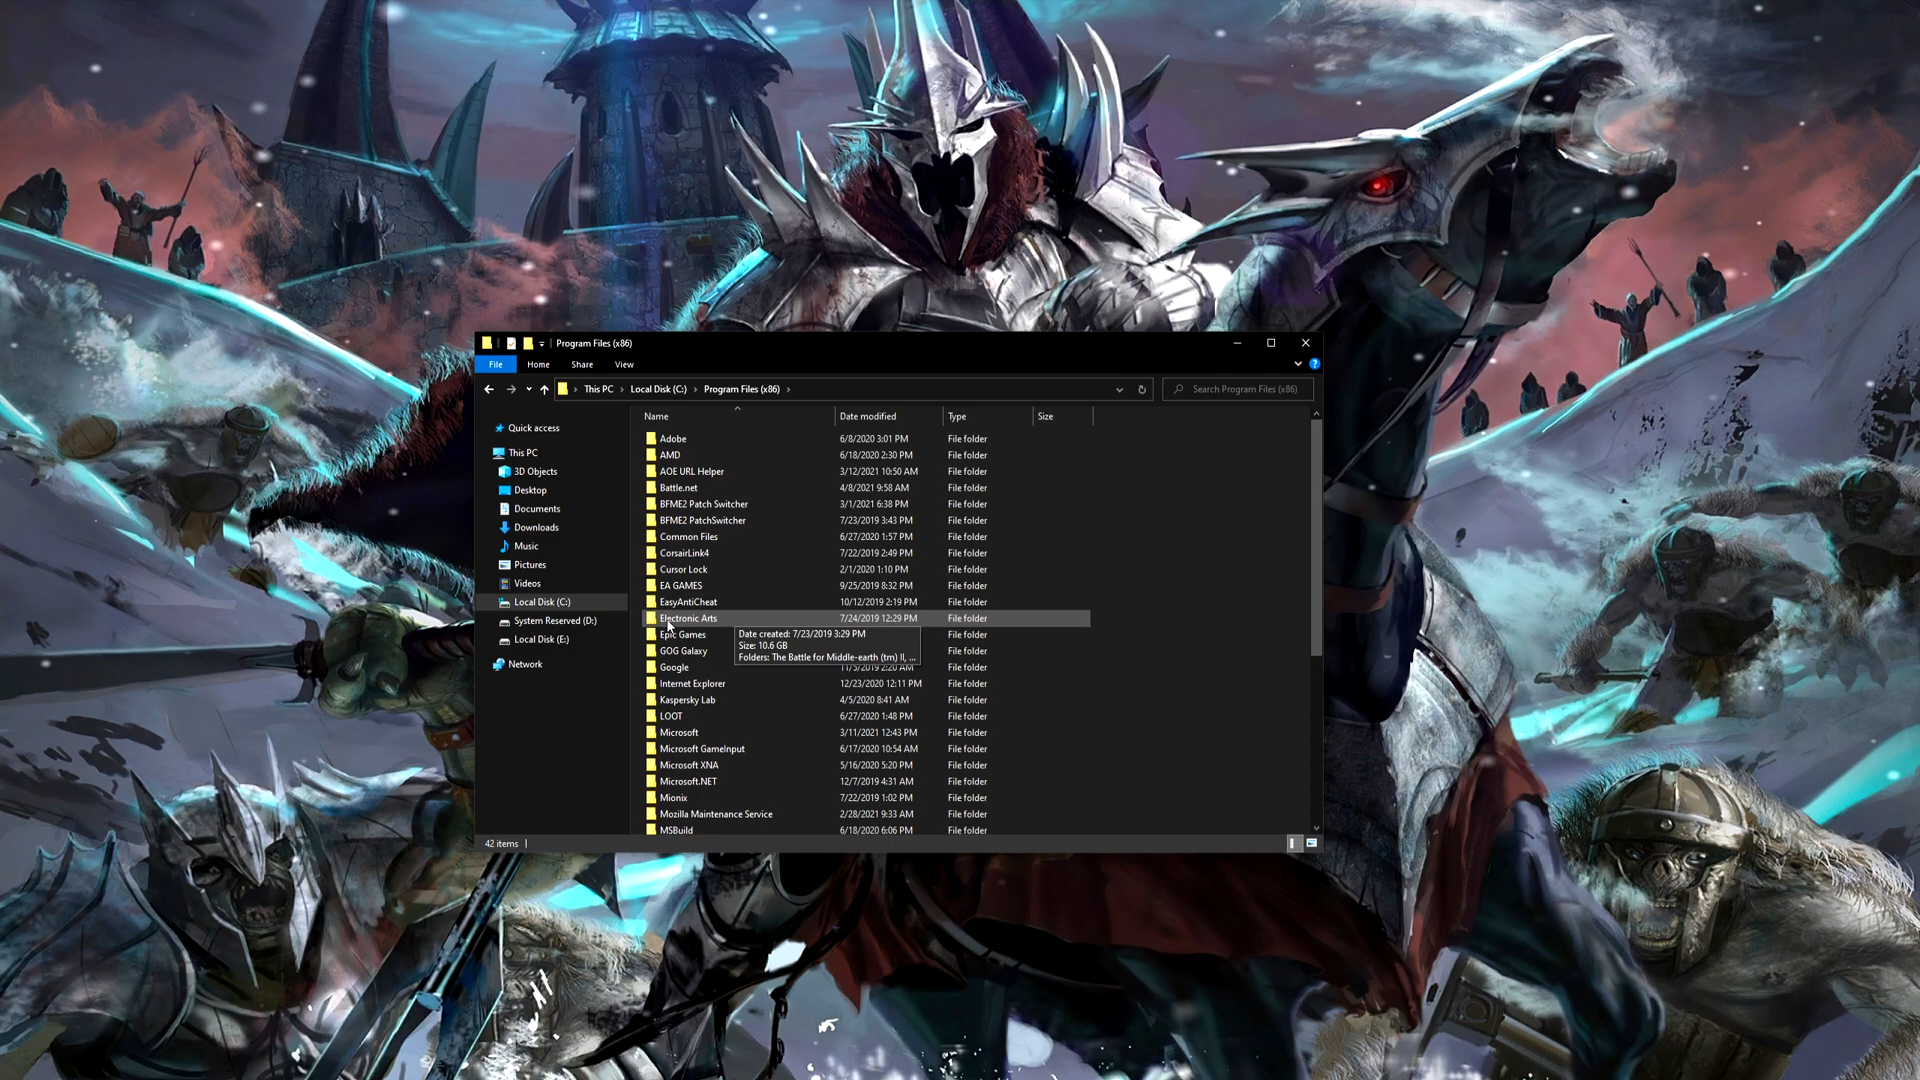 Program Files (x86)
File Home Share View
This PC Local Disk (C:) Program Files (x86) Search Program Files (x86)
Quick access
This PC
3D Objects
Desktop
Documents
Downloads
Music
Pictures
Videos
Local Disk (C:)
System Reserved (D:)
Local Disk (E:)
Network
Name Date modified Type Size
Adobe 6/8/2020 3:01 PM File folder
AMD 6/18/2020 2:30 PM File folder
AOE URL Helper 3/12/2021 10:50 AM File folder
Battle.net 4/8/2021 9:58 AM File folder
BFME2 Patch Switcher 3/1/2021 6:38 PM File folder
BFME2 PatchSwitcher 7/23/2019 3:43 PM File folder
Common Files 6/27/2020 1:57 PM File folder
CorsairLink4 7/22/2019 2:49 PM File folder
Cursor Lock 2/1/2020 1:10 PM File folder
EA GAMES 9/25/2019 8:32 PM File folder
EasyAntiCheat 10/12/2019 2:19 PM File folder
Electronic Arts 7/24/2019 12:29 PM File folder
Epic Games File folder
GOG Galaxy File folder
Date created: 7/23/2019 3:29 PM
Size: 10.6 GB
Folders: The Battle for Middle-earth (tm) II, ...
Google 11/5/2019 2:20 AM File folder
Internet Explorer 12/23/2020 12:11 PM File folder
Kaspersky Lab 4/5/2020 8:41 AM File folder
LOOT 6/27/2020 1:48 PM File folder
Microsoft 3/11/2021 12:43 PM File folder
Microsoft GameInput 6/17/2020 10:54 AM File folder
Microsoft XNA 5/16/2020 5:20 PM File folder
Microsoft.NET 12/7/2019 4:31 AM File folder
Mionix 7/22/2019 1:02 PM File folder
Mozilla Maintenance Service 2/28/2021 9:33 AM File folder
MSBuild 6/18/2020 6:06 PM File folder
42 items